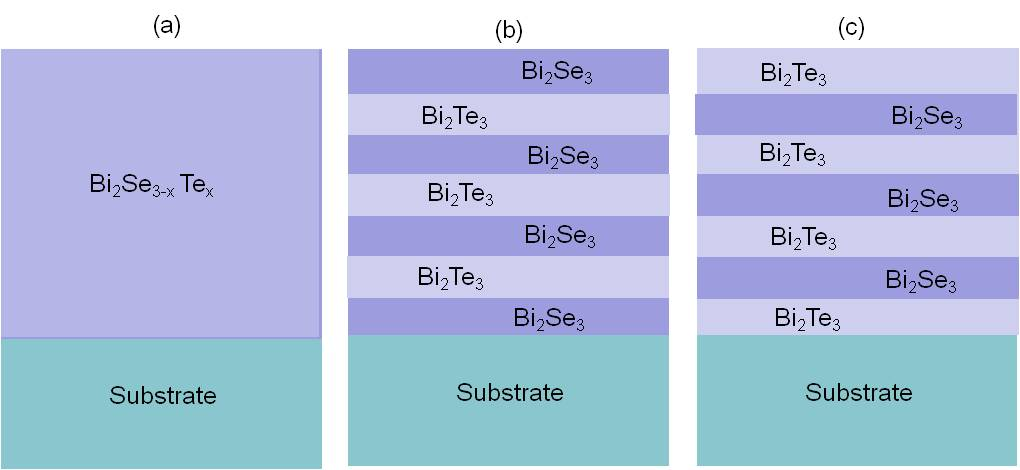 (a)
Bi₂Se₃₋ₓ Teₓ
Substrate
(b)
Bi₂Se₃
Bi₂Te₃
Bi₂Se₃
Bi₂Te₃
Bi₂Se₃
Bi₂Te₃
Bi₂Se₃
Substrate
(c)
Bi₂Te₃
Bi₂Se₃
Bi₂Te₃
Bi₂Se₃
Bi₂Te₃
Bi₂Se₃
Bi₂Te₃
Substrate